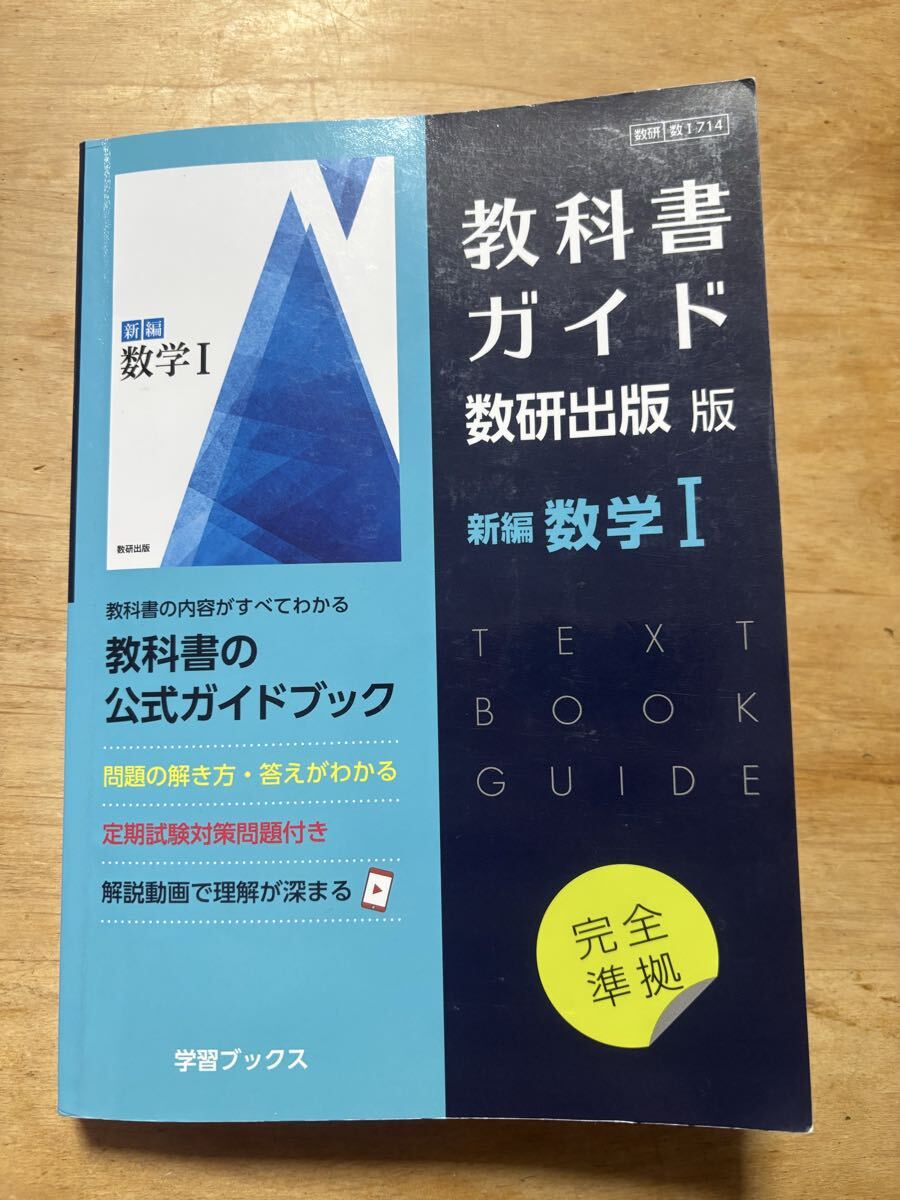 新編
数学I
数研出版
教科書の内容がすべてわかる
教科書の
公式ガイドブック
問題の解き方・答えがわかる
定期試験対策問題付き
解説動画で理解が深まる
学習ブックス
数研 数I 714
教科書
ガイド
数研出版 版
新編 数学I
TEXT
BOOK
GUIDE
完全
準拠